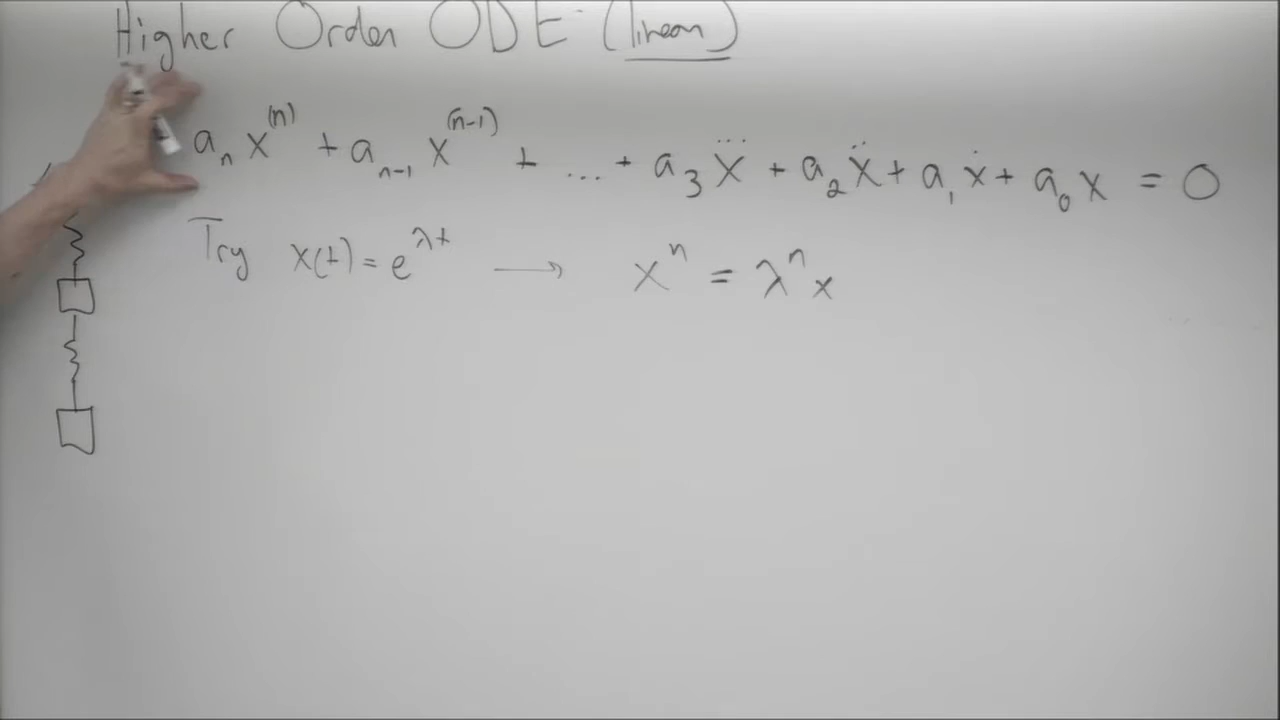 Higher Order ODE (linear)
aₙ x⁽ⁿ⁾ + aₙ₋₁ x⁽ⁿ⁻¹⁾ + ... + a₃ x⃛ + a₂ ẍ + a₁ ẋ + a₀ x = 0
Try x(t) = e^{λt} → xⁿ = λⁿ x